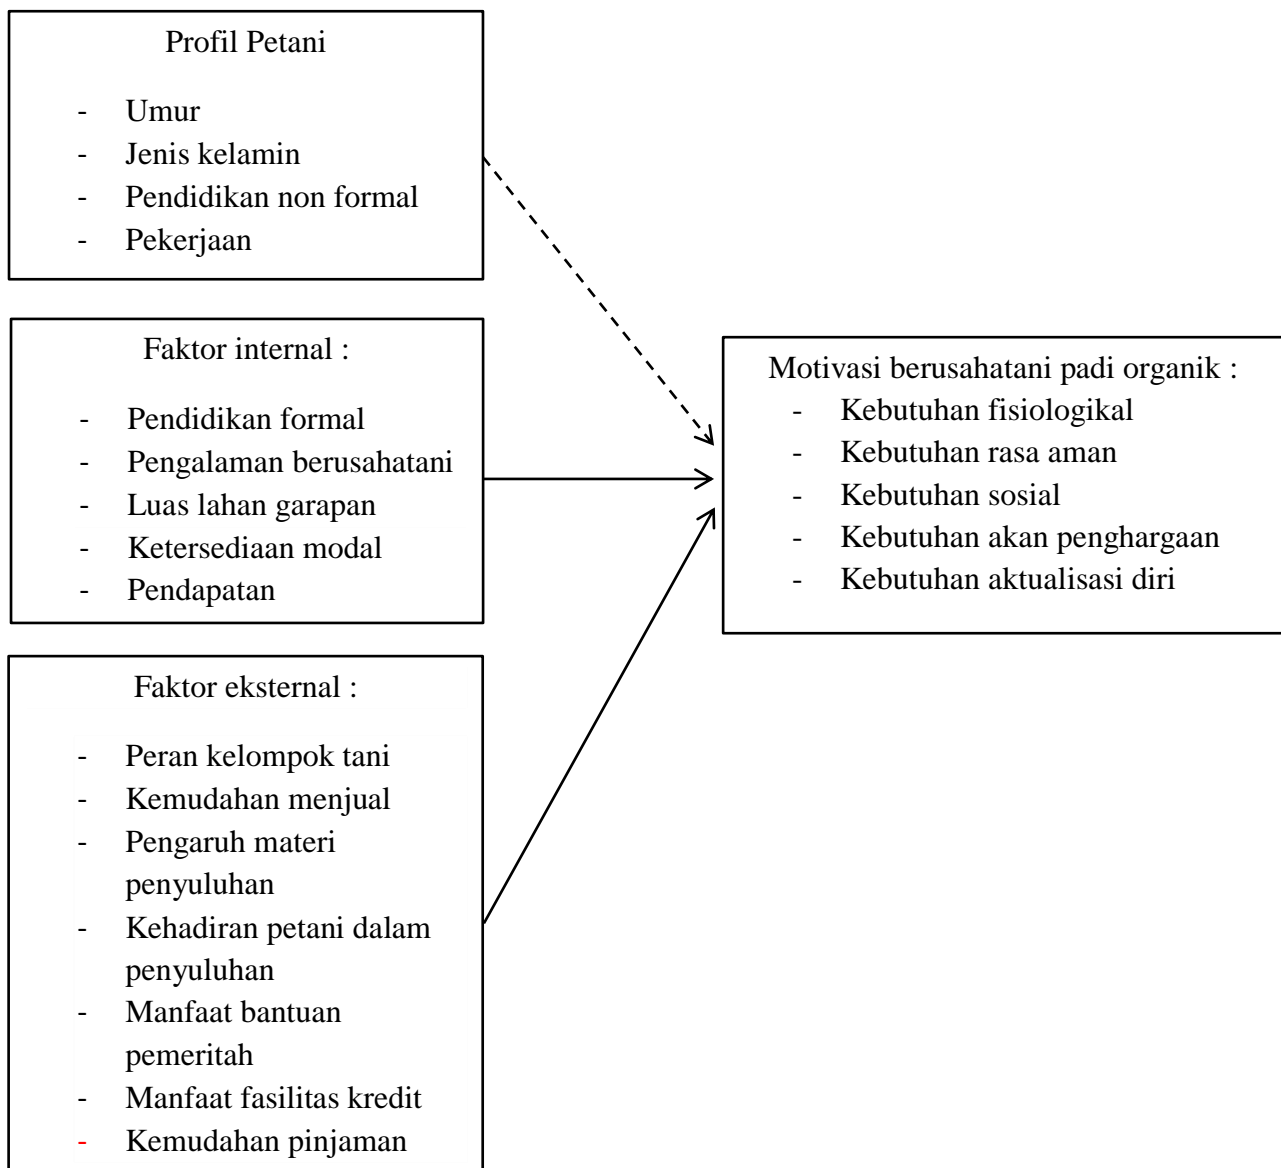 Profil Petani
- Umur
- Jenis kelamin
- Pendidikan non formal
- Pekerjaan
Faktor internal :
- Pendidikan formal
- Pengalaman berusahatani
- Luas lahan garapan
- Ketersediaan modal
- Pendapatan
Faktor eksternal :
- Peran kelompok tani
- Kemudahan menjual
- Pengaruh materi
penyuluhan
- Kehadiran petani dalam
penyuluhan
- Manfaat bantuan
pemeritah
- Manfaat fasilitas kredit
- Kemudahan pinjaman
Motivasi berusahatani padi organik :
- Kebutuhan fisiologikal
- Kebutuhan rasa aman
- Kebutuhan sosial
- Kebutuhan akan penghargaan
- Kebutuhan aktualisasi diri